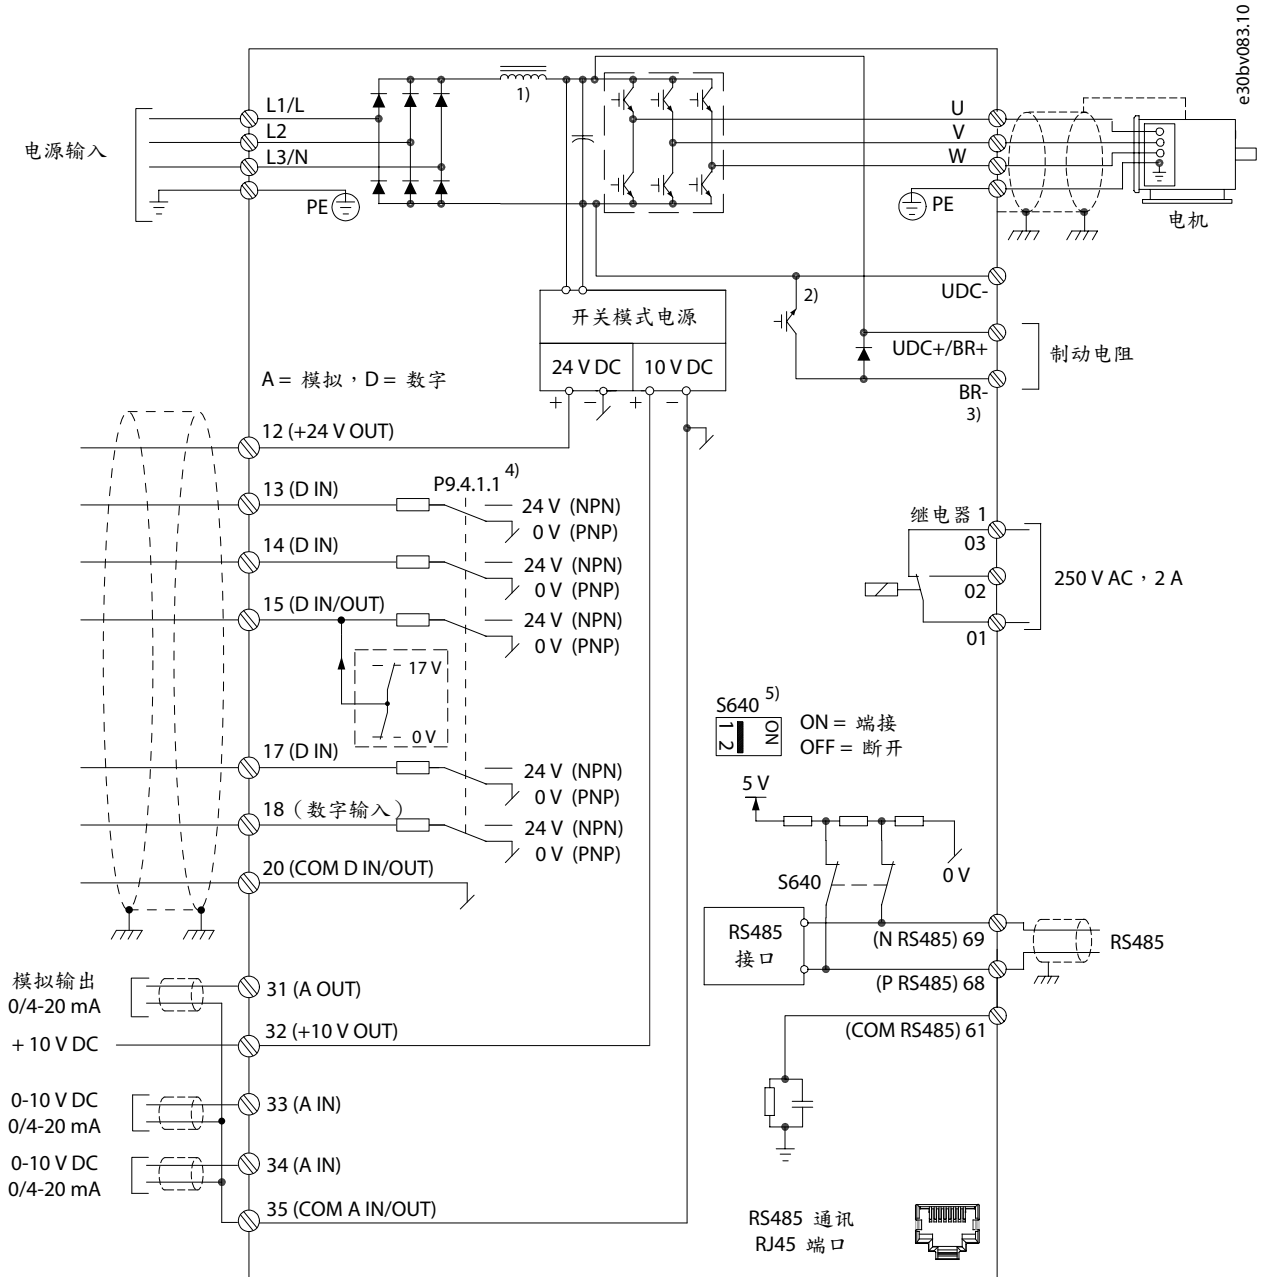 e30bv083.10
电源输入
L1/L
L2
L3/N
PE
1)
U
V
W
PE
电机
2)
UDC-
UDC+/BR+
BR-
3)
制动电阻
开关模式电源
24 V DC
10 V DC
+ − + −
A = 模拟，D = 数字
12 (+24 V OUT)
P9.4.1.1 4)
13 (D IN)
24 V (NPN)
0 V (PNP)
14 (D IN)
24 V (NPN)
0 V (PNP)
15 (D IN/OUT)
24 V (NPN)
0 V (PNP)
17 V
0 V
17 (D IN)
24 V (NPN)
0 V (PNP)
18（数字输入）
24 V (NPN)
0 V (PNP)
20 (COM D IN/OUT)
继电器 1
03
02
01
250 V AC，2 A
S640 5)
1 2
ON
ON = 端接
OFF = 断开
5 V
0 V
S640
RS485
接口
(N RS485) 69
(P RS485) 68
RS485
(COM RS485) 61
模拟输出
0/4-20 mA
31 (A OUT)
+ 10 V DC
32 (+10 V OUT)
0-10 V DC
0/4-20 mA
33 (A IN)
0-10 V DC
0/4-20 mA
34 (A IN)
35 (COM A IN/OUT)
RS485 通讯
RJ45 端口